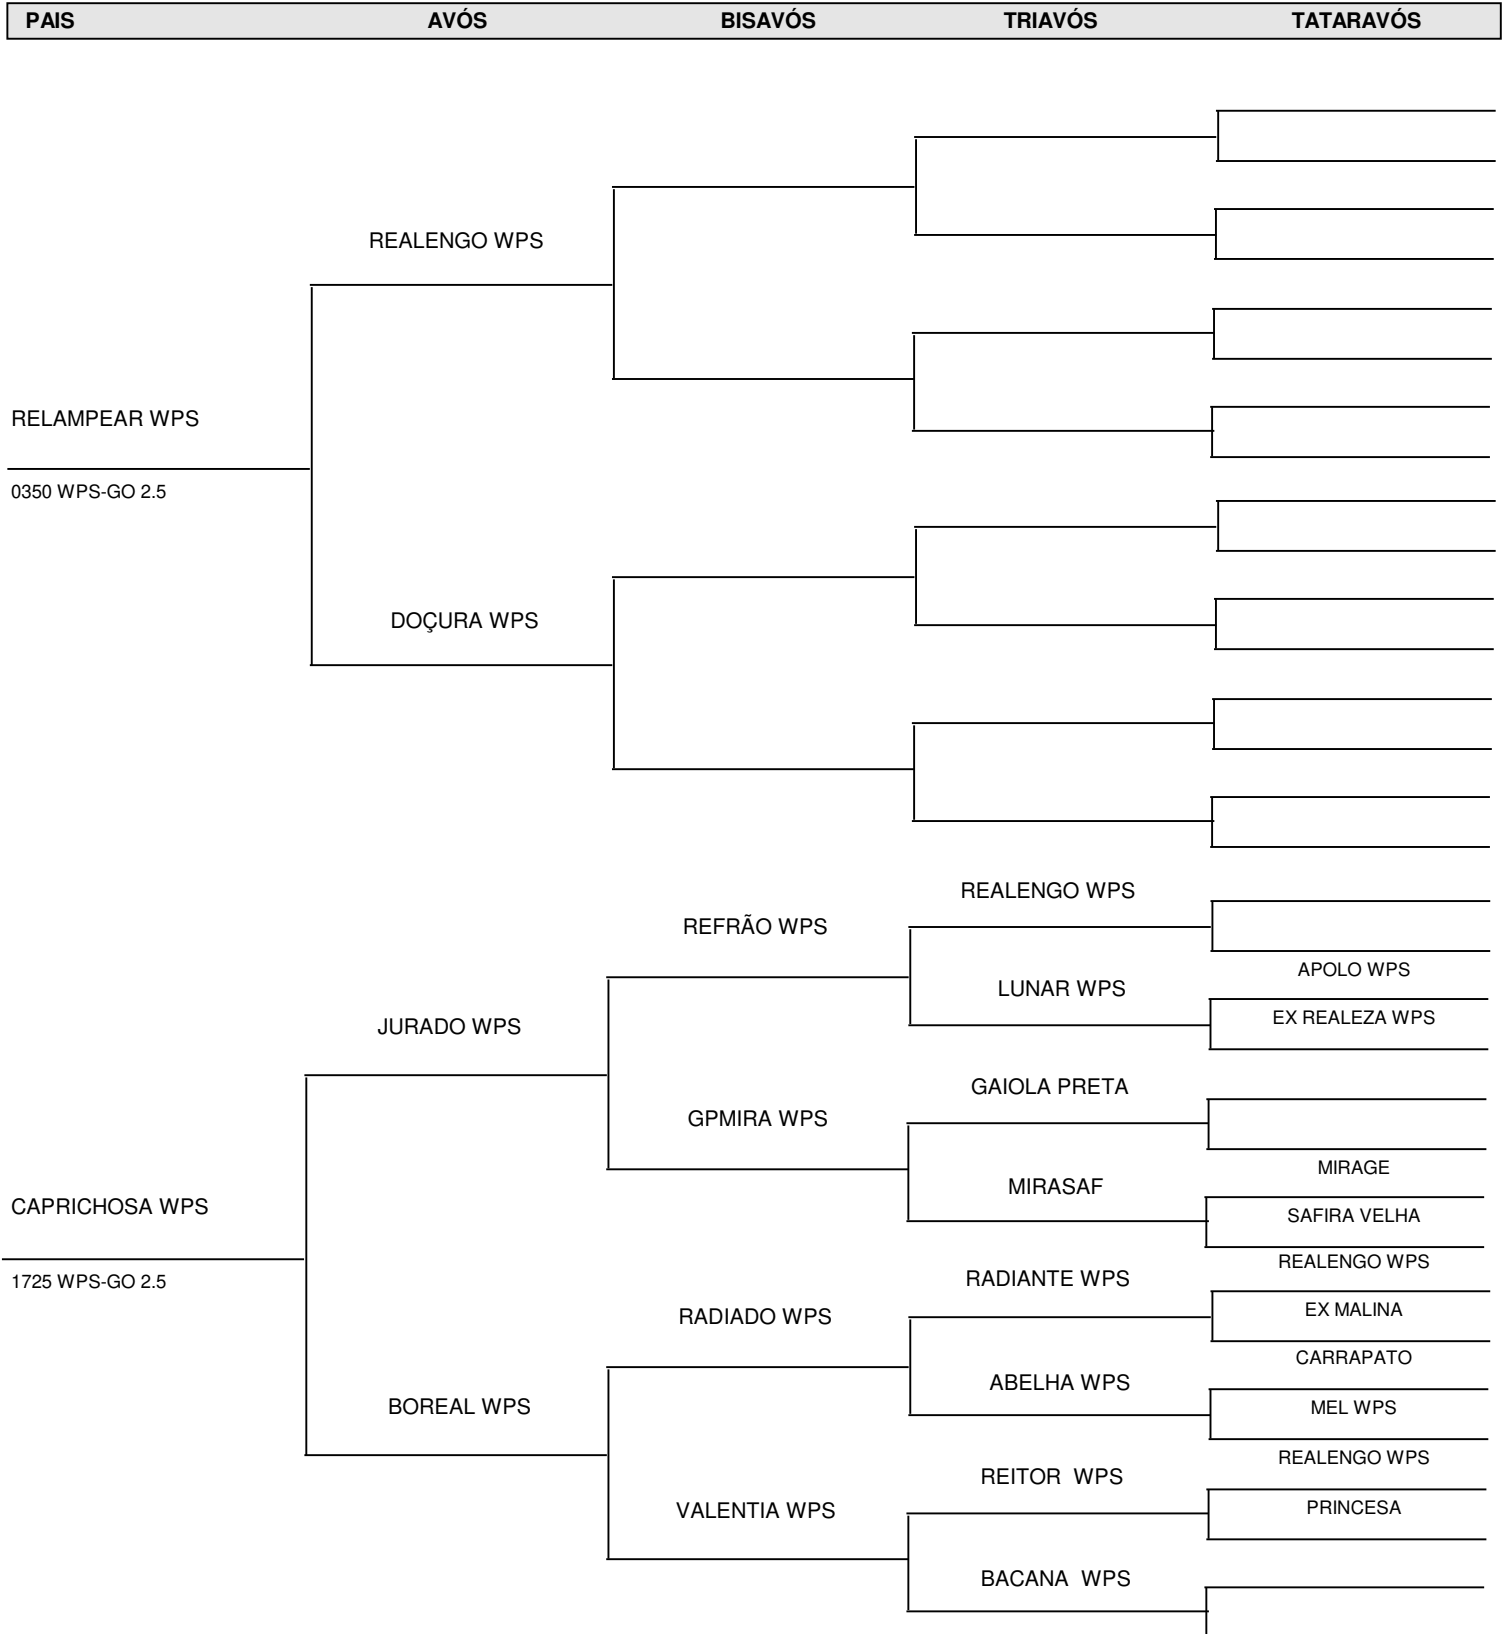 PAIS AVÓS BISAVÓS TRIAVÓS TATARAVÓS
REALENGO WPS
RELAMPEAR WPS
0350 WPS-GO 2.5
DOÇURA WPS
REALENGO WPS
REFRÃO WPS
APOLO WPS
LUNAR WPS
EX REALEZA WPS
JURADO WPS
GAIOLA PRETA
GPMIRA WPS
MIRAGE
MIRASAF
CAPRICHOSA WPS
SAFIRA VELHA
REALENGO WPS
1725 WPS-GO 2.5
RADIANTE WPS
EX MALINA
RADIADO WPS
CARRAPATO
ABELHA WPS
BOREAL WPS
MEL WPS
REALENGO WPS
REITOR WPS
PRINCESA
VALENTIA WPS
BACANA WPS